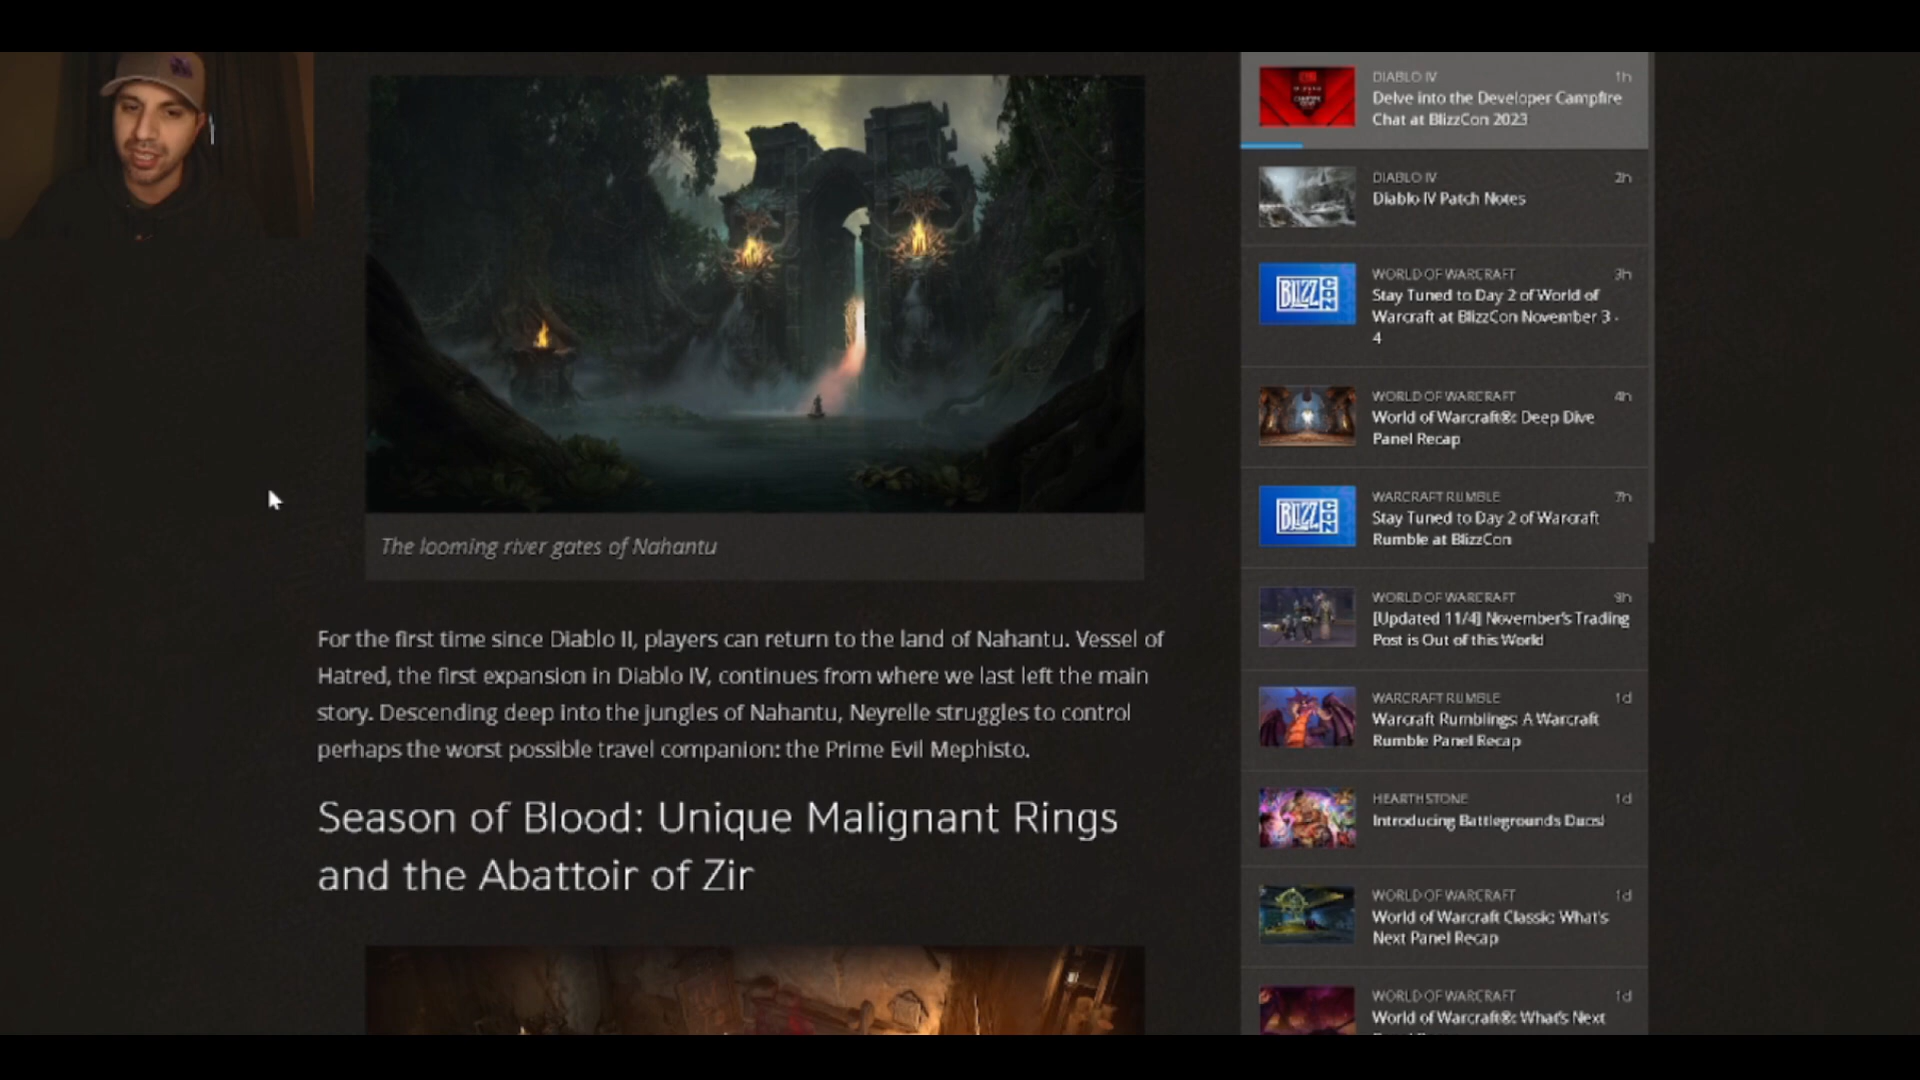 The looming river gates of Nahantu
For the first time since Diablo II, players can return to the land of Nahantu. Vessel of
Hatred, the first expansion in Diablo IV, continues from where we last left the main
story. Descending deep into the jungles of Nahantu, Neyrelle struggles to control
perhaps the worst possible travel companion: the Prime Evil Mephisto.
Season of Blood: Unique Malignant Rings
and the Abattoir of Zir
DIABLO IV 1h
Delve into the Developer Campfire
Chat at BlizzCon 2023
DIABLO IV 2h
Diablo IV Patch Notes
BLIZZCON
WORLD OF WARCRAFT 3h
Stay Tuned to Day 2 of World of
Warcraft at BlizzCon November 3 -
4
WORLD OF WARCRAFT 4h
World of Warcraft®: Deep Dive
Panel Recap
BLIZZCON
WARCRAFT RUMBLE 7h
Stay Tuned to Day 2 of Warcraft
Rumble at BlizzCon
WORLD OF WARCRAFT 9h
[Updated 11/4] November's Trading
Post is Out of this World
WARCRAFT RUMBLE 1d
Warcraft Rumblings: A Warcraft
Rumble Panel Recap
HEARTHSTONE 1d
Introducing Battlegrounds Duos!
WORLD OF WARCRAFT 1d
World of Warcraft Classic: What's
Next Panel Recap
WORLD OF WARCRAFT 1d
World of Warcraft®: What's Next